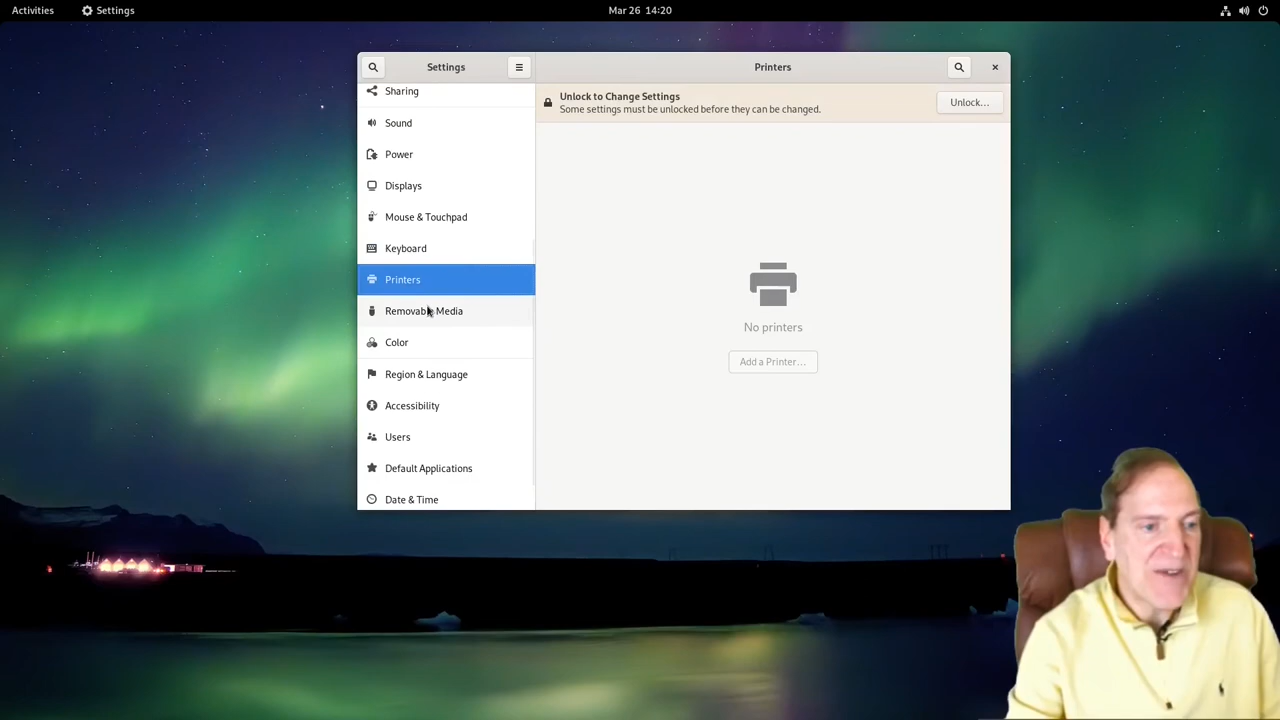 Activities
Settings
Mar 26 14:20
Settings
Printers
Sharing
Sound
Power
Displays
Mouse & Touchpad
Keyboard
Printers
Removable Media
Color
Region & Language
Accessibility
Users
Default Applications
Date & Time
Unlock to Change Settings
Some settings must be unlocked before they can be changed.
Unlock...
No printers
Add a Printer...